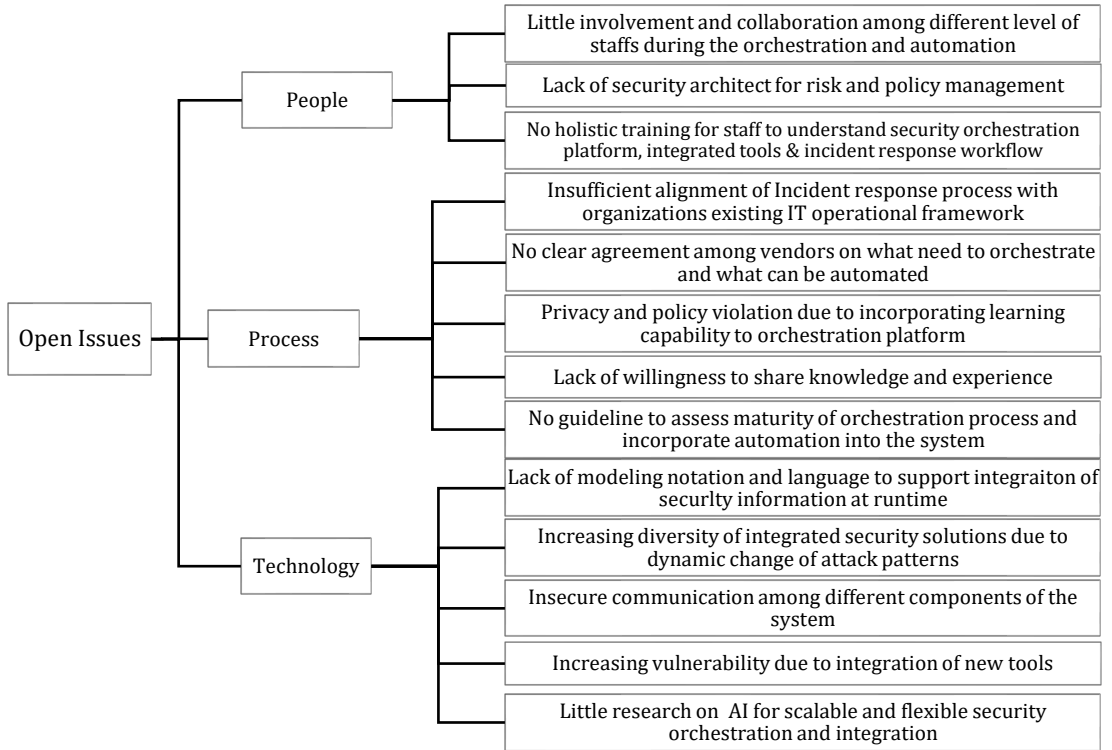 Open Issues
People
Little involvement and collaboration among different level of
staffs during the orchestration and automation
Lack of security architect for risk and policy management
No holistic training for staff to understand security orchestration
platform, integrated tools & incident response workflow
Process
Insufficient alignment of Incident response process with
organizations existing IT operational framework
No clear agreement among vendors on what need to orchestrate
and what can be automated
Privacy and policy violation due to incorporating learning
capability to orchestration platform
Lack of willingness to share knowledge and experience
No guideline to assess maturity of orchestration process and
incorporate automation into the system
Technology
Lack of modeling notation and language to support integraiton of
securlty information at runtime
Increasing diversity of integrated security solutions due to
dynamic change of attack patterns
Insecure communication among different components of the
system
Increasing vulnerability due to integration of new tools
Little research on AI for scalable and flexible security
orchestration and integration